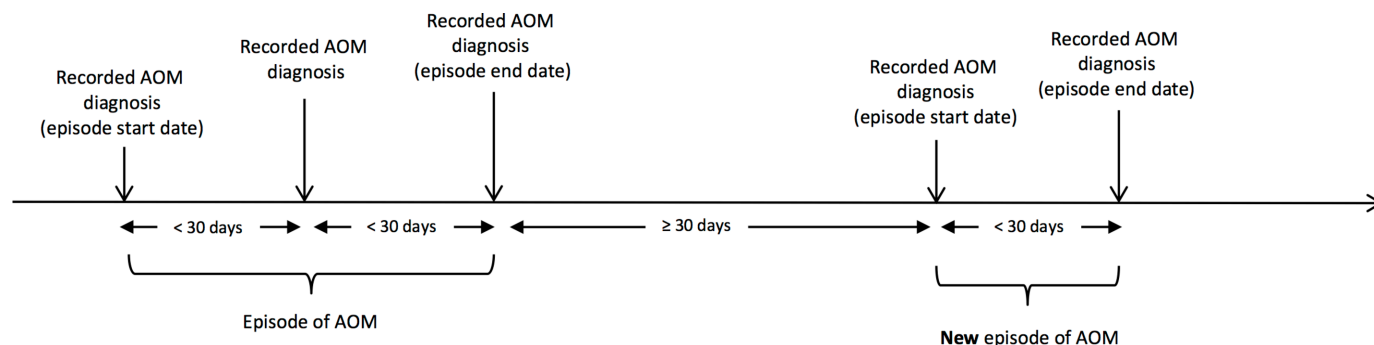 Recorded AOM
diagnosis
(episode start date)
Recorded AOM
diagnosis
Recorded AOM
diagnosis
(episode end date)
Recorded AOM
diagnosis
(episode start date)
Recorded AOM
diagnosis
(episode end date)
< 30 days
< 30 days
≥ 30 days
< 30 days
Episode of AOM
New episode of AOM